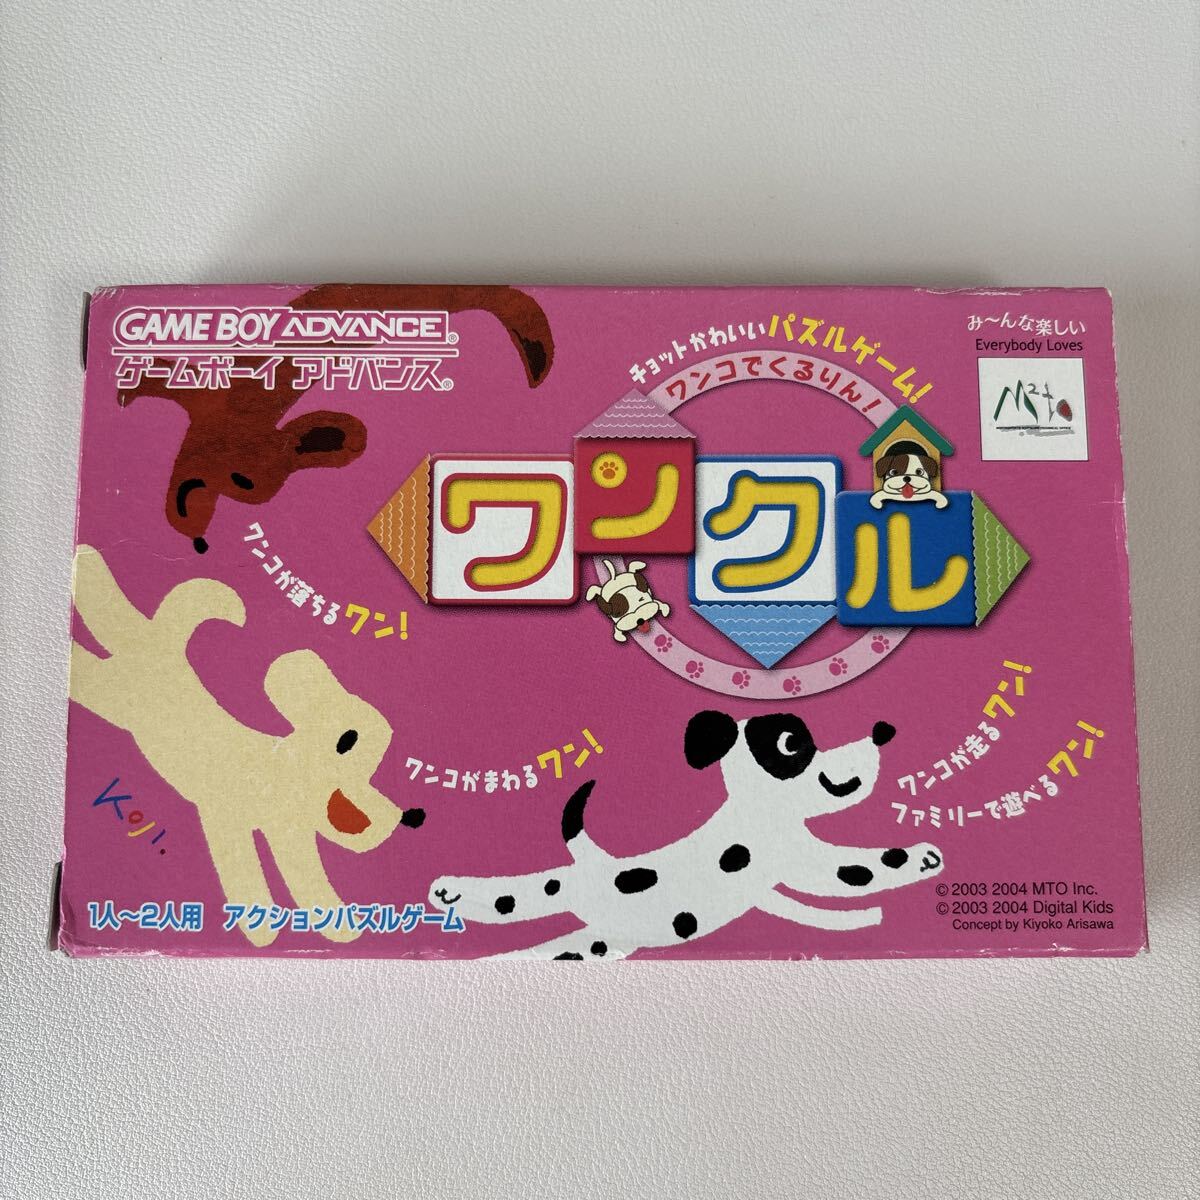 GAME BOY ADVANCE®
ゲームボーイ アドバンス®
チョットかわいいパズルゲーム!
ワンコでくるりん!
み〜んな楽しい
Everybody Loves
ワンクル
ワンコが落ちるワン!
ワンコがまわるワン!
ワンコが走るワン!
ファミリーで遊べるワン!
Koji.
1人〜2人用 アクションパズルゲーム
© 2003 2004 MTO Inc.
© 2003 2004 Digital Kids
Concept by Kiyoko Arisawa